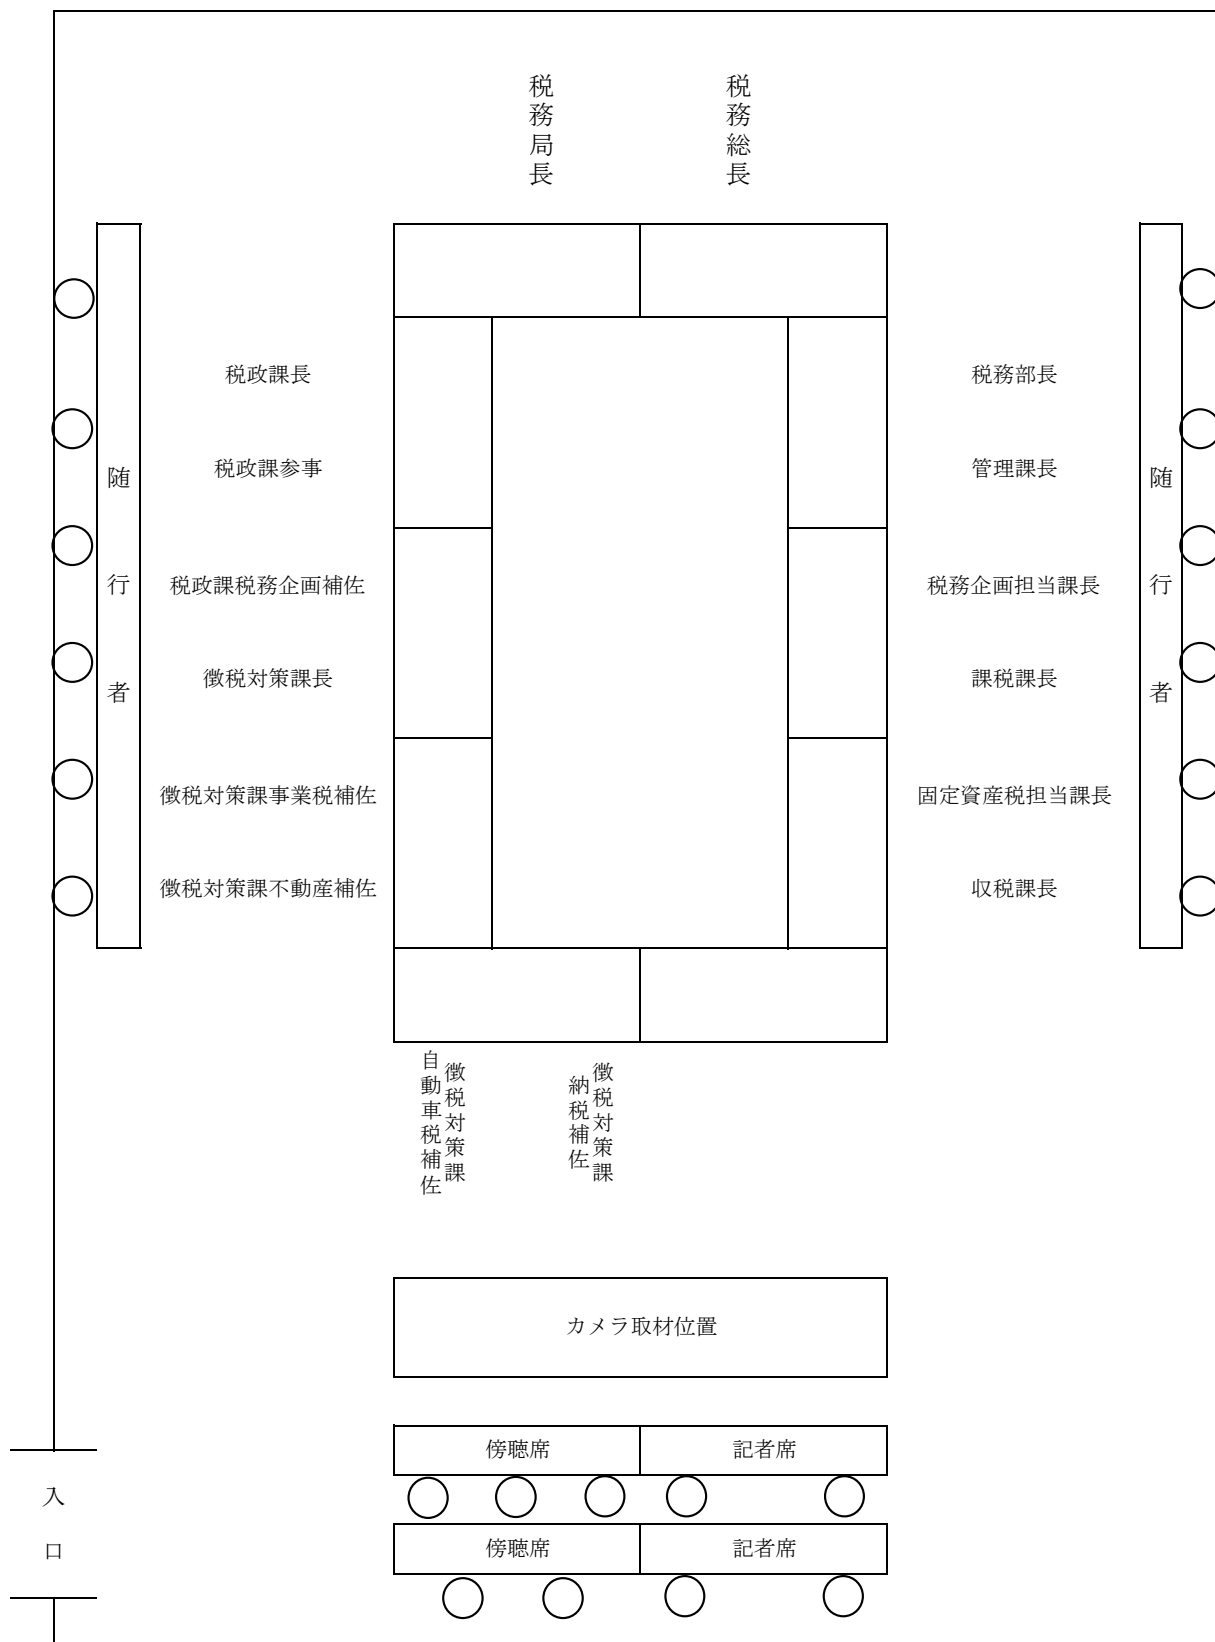 税務局長
税務総長
随行者
税政課長
税政課参事
税政課税務企画補佐
徴税対策課長
徴税対策課事業税補佐
徴税対策課不動産補佐
税務部長
管理課長
税務企画担当課長
課税課長
固定資産税担当課長
収税課長
随行者
徴税対策課
自動車税補佐
徴税対策課
納税補佐
カメラ取材位置
傍聴席
記者席
傍聴席
記者席
入口